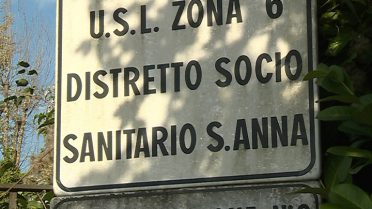 U.S.L. ZONA 6
DISTRETTO SOCIO
SANITARIO S.ANNA